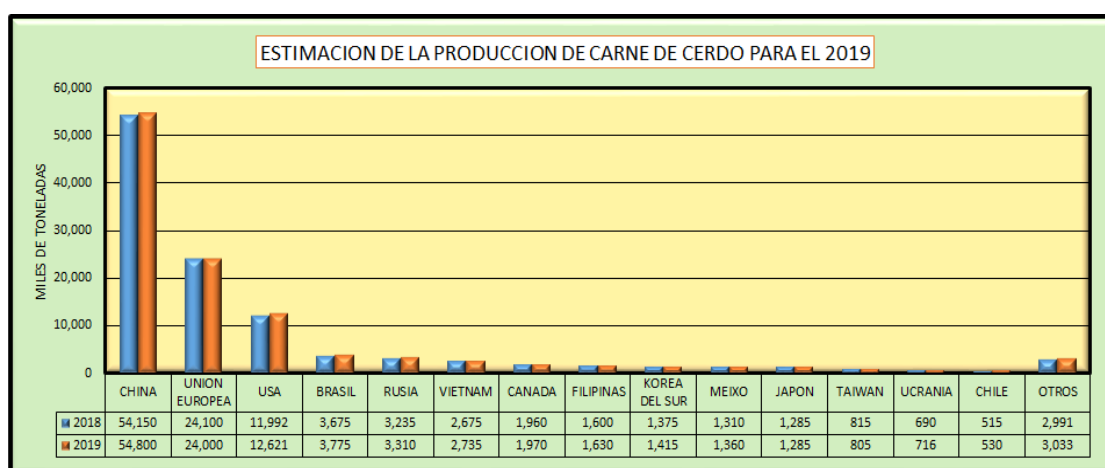 ESTIMACION DE LA PRODUCCION DE CARNE DE CERDO PARA EL 2019
MILES DE TONELADAS
60,000
50,000
40,000
30,000
20,000
10,000
0
CHINA UNION EUROPEA USA BRASIL RUSIA VIETNAM CANADA FILIPINAS KOREA DEL SUR MEIXO JAPON TAIWAN UCRANIA CHILE OTROS
2018 54,150 24,100 11,992 3,675 3,235 2,675 1,960 1,600 1,375 1,310 1,285 815 690 515 2,991
2019 54,800 24,000 12,621 3,775 3,310 2,735 1,970 1,630 1,415 1,360 1,285 805 716 530 3,033